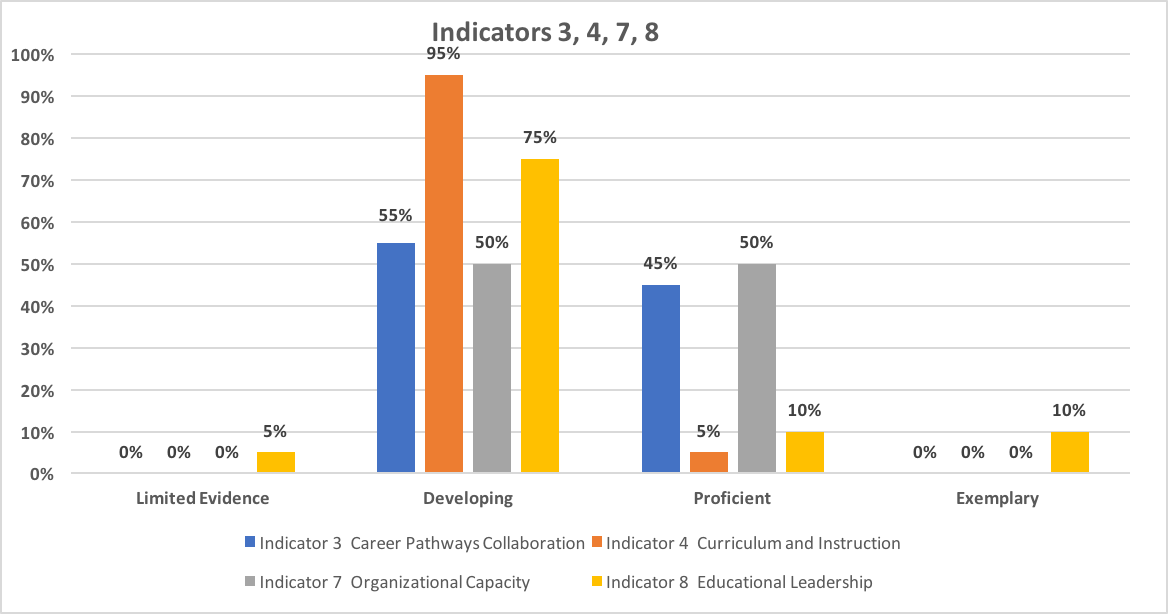 Indicators 3, 4, 7, 8
100%
90%
80%
70%
60%
50%
40%
30%
20%
10%
0%
0% 0% 0% 5%
55% 95% 50% 75%
45% 5% 50% 10%
0% 0% 0% 10%
Limited Evidence Developing Proficient Exemplary
Indicator 3 Career Pathways Collaboration Indicator 4 Curriculum and Instruction
Indicator 7 Organizational Capacity Indicator 8 Educational Leadership